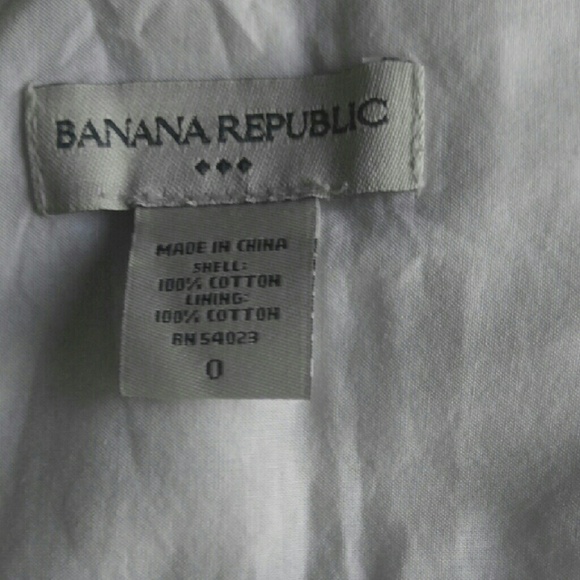 BANANA REPUBLIC
MADE IN CHINA
SHELL:
100% COTTON
LINING:
100% COTTON
RN 54023
0